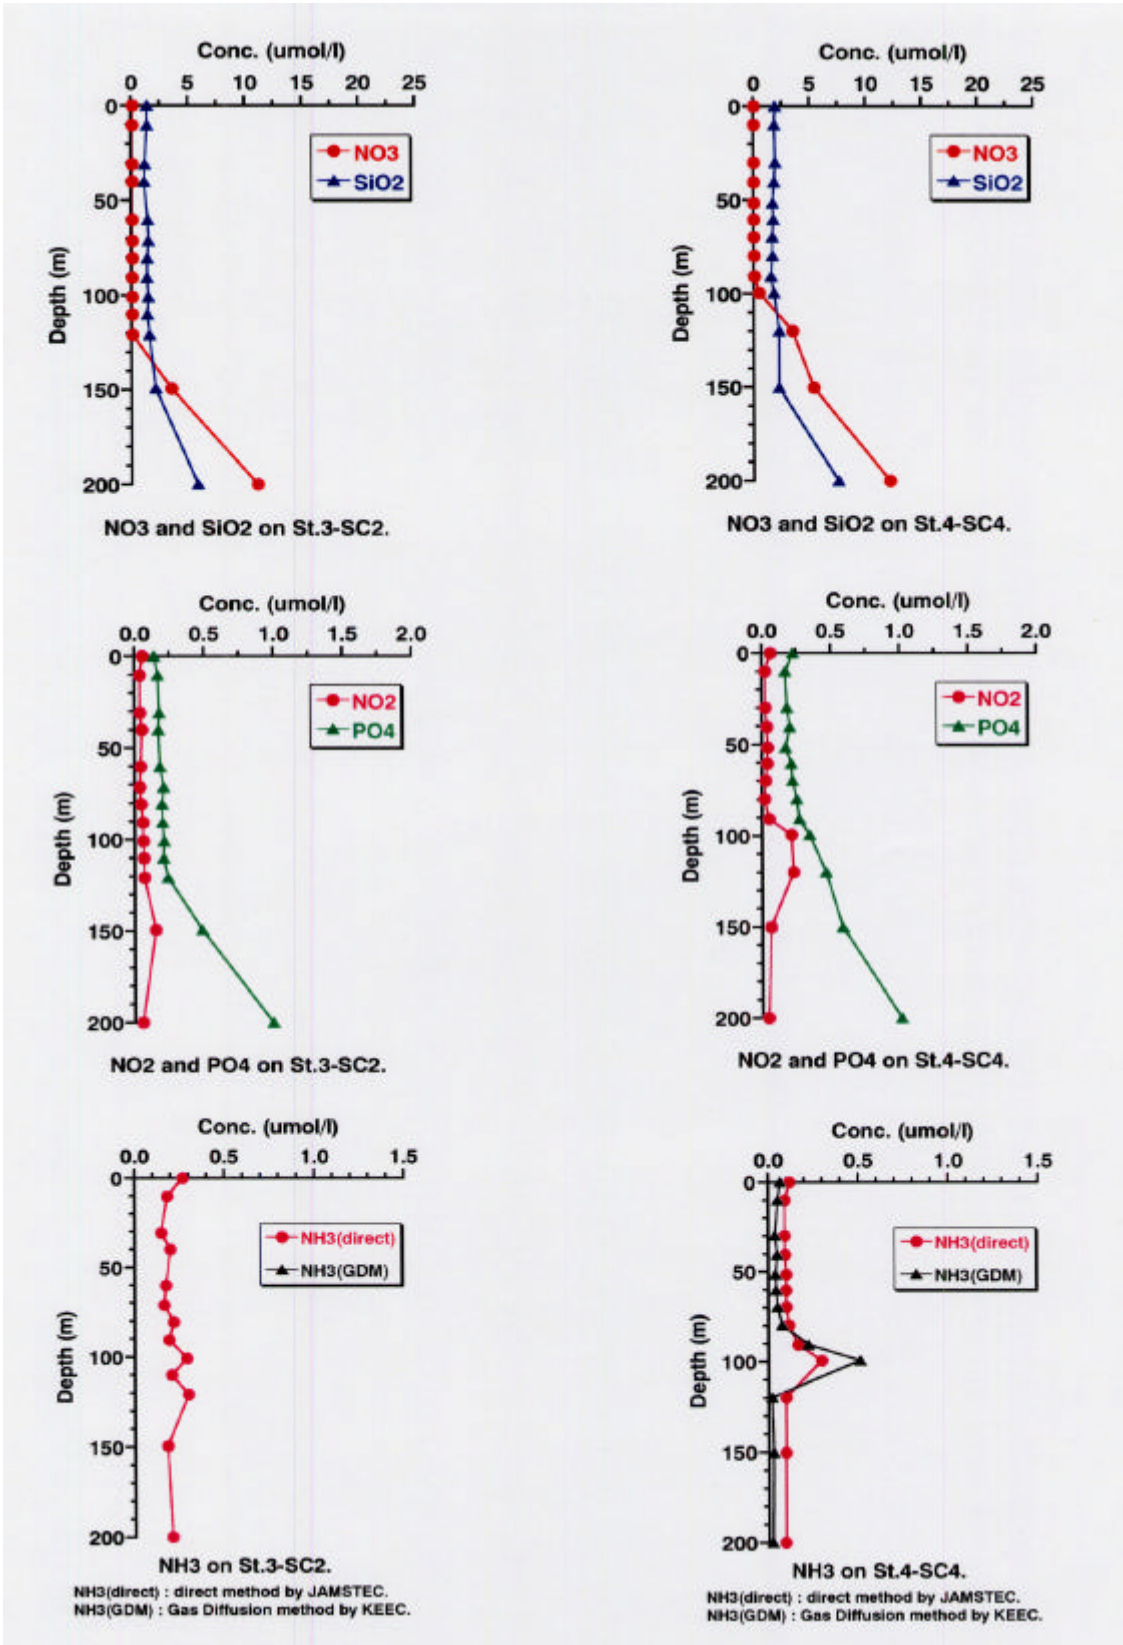 Conc. (umol/l)
0 5 10 15 20 25
0
50
100
150
200
Depth (m)
NO3
SiO2
NO3 and SiO2 on St.3-SC2.
Conc. (umol/l)
0 5 10 15 20 25
0
50
100
150
200
Depth (m)
NO3
SiO2
NO3 and SiO2 on St.4-SC4.
Conc. (umol/l)
0.0 0.5 1.0 1.5 2.0
0
50
100
150
200
Depth (m)
NO2
PO4
NO2 and PO4 on St.3-SC2.
Conc. (umol/l)
0.0 0.5 1.0 1.5 2.0
0
50
100
150
200
Depth (m)
NO2
PO4
NO2 and PO4 on St.4-SC4.
Conc. (umol/l)
0.0 0.5 1.0 1.5
0
50
100
150
200
Depth (m)
NH3(direct)
NH3(GDM)
NH3 on St.3-SC2.
NH3(direct) : direct method by JAMSTEC.
NH3(GDM) : Gas Diffusion method by KEEC.
Conc. (umol/l)
0.0 0.5 1.0 1.5
0
50
100
150
200
Depth (m)
NH3(direct)
NH3(GDM)
NH3 on St.4-SC4.
NH3(direct) : direct method by JAMSTEC.
NH3(GDM) : Gas Diffusion method by KEEC.